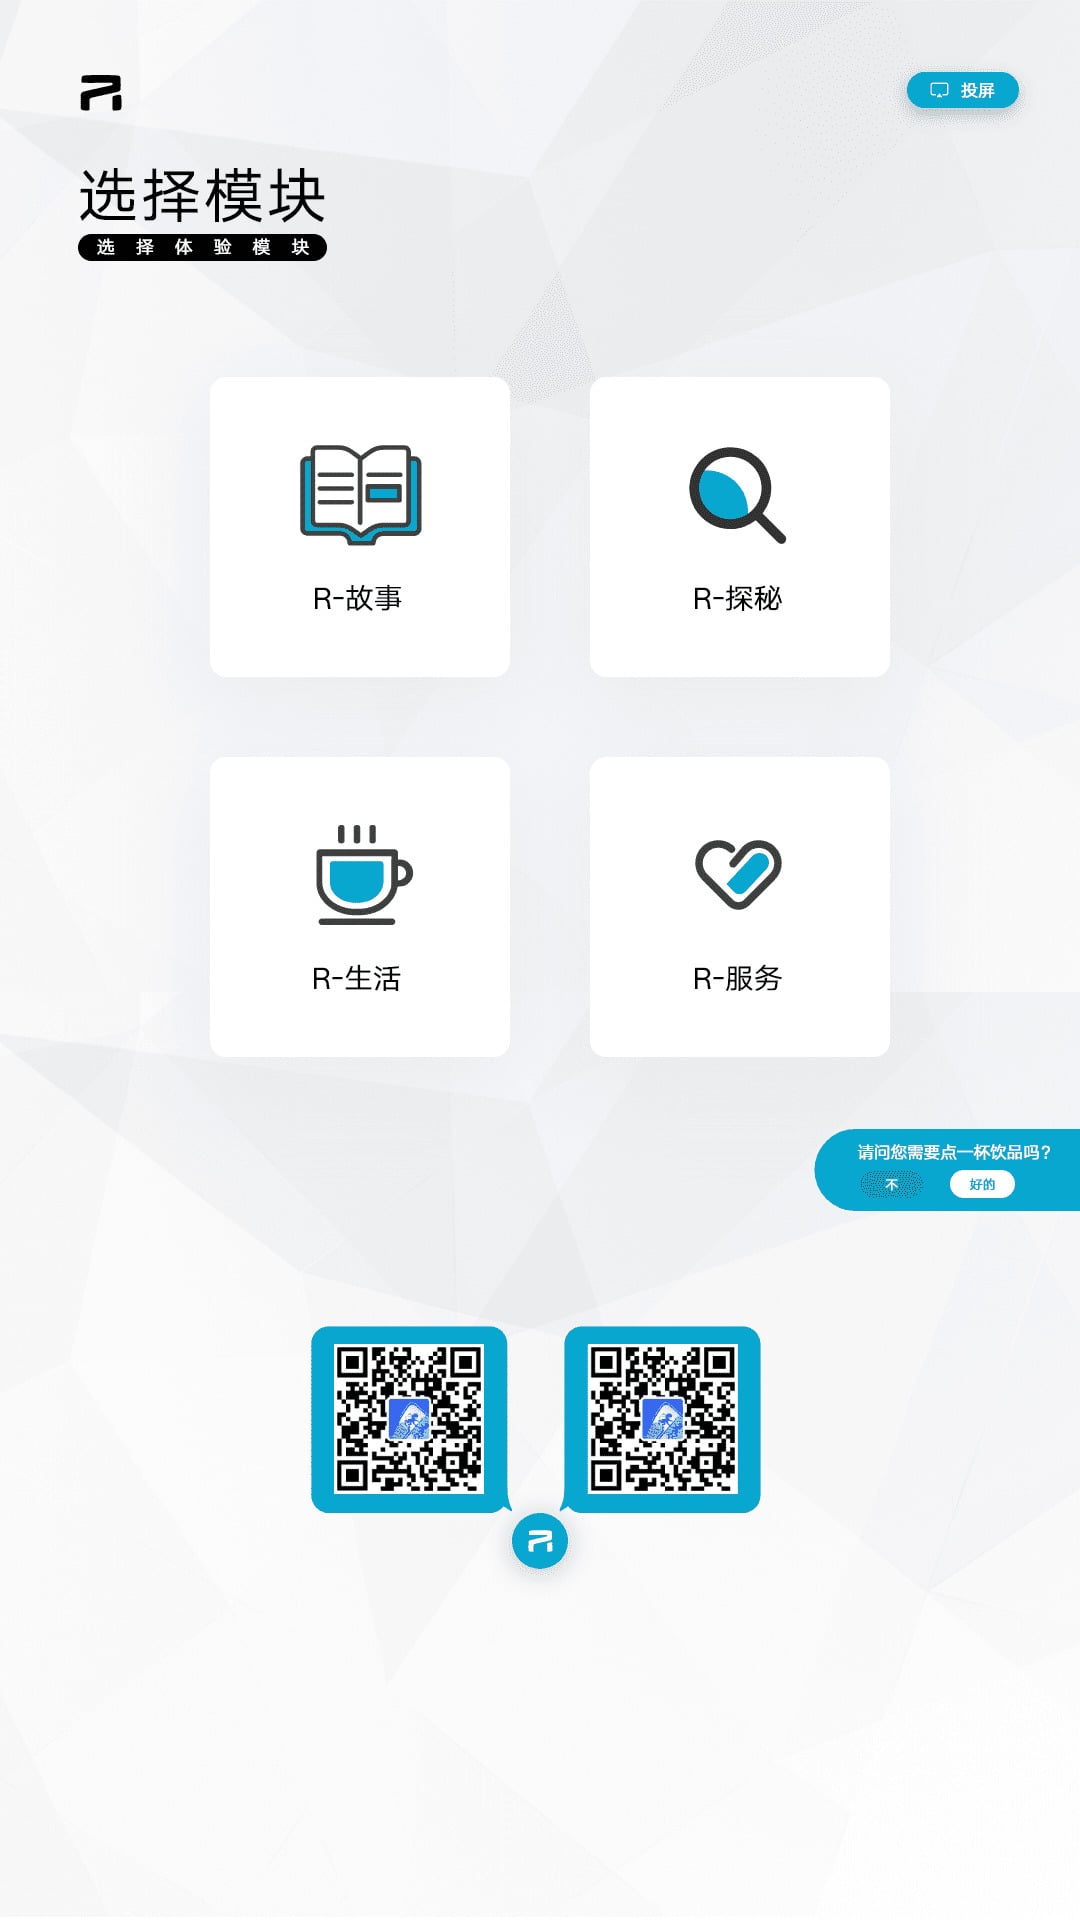 投屏
选择模块
选择体验模块
R-故事
R-探秘
R-生活
R-服务
请问您需要点一杯饮品吗?
不
好的